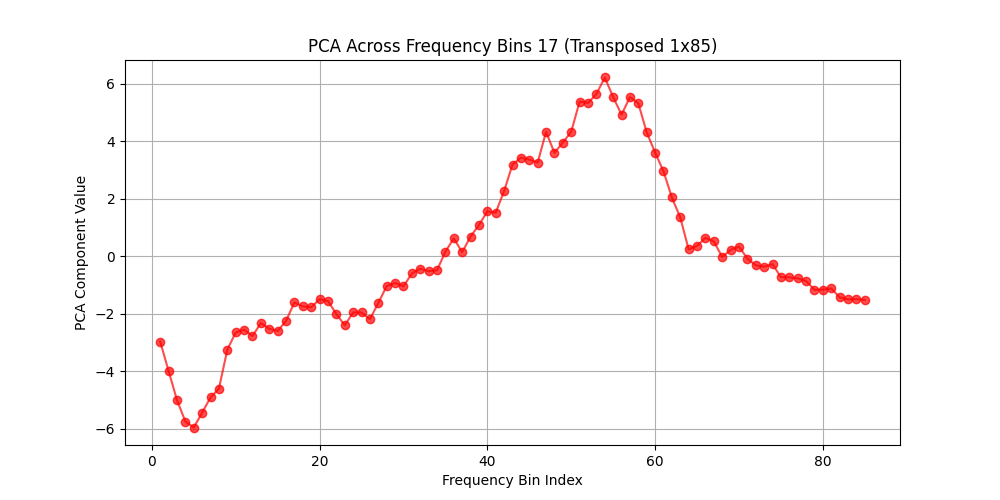 PCA Across Frequency Bins 17 (Transposed 1x85)
6
4
2
0
−2
−4
−6
PCA Component Value
0 20 40 60 80
Frequency Bin Index